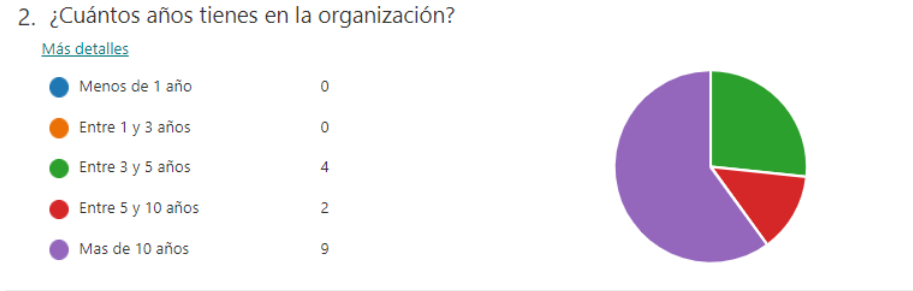 2. ¿Cuántos años tienes en la organización?
Más detalles
Menos de 1 año 0
Entre 1 y 3 años 0
Entre 3 y 5 años 4
Entre 5 y 10 años 2
Mas de 10 años 9